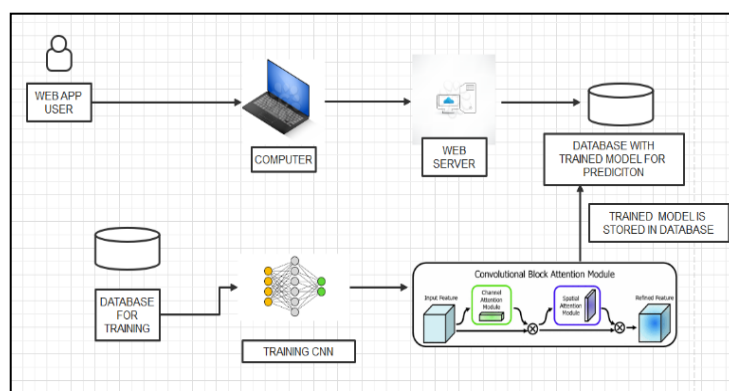 WEB APP
USER
COMPUTER
WEB
SERVER
DATABASE WITH
TRAINED MODEL FOR
PREDICITON
TRAINED MODEL IS
STORED IN DATABASE
DATABASE
FOR
TRAINING
TRAINING CNN
Convolutional Block Attention Module
Input Feature
Channel
Attention
Module
Spatial
Attention
Module
Refined Feature